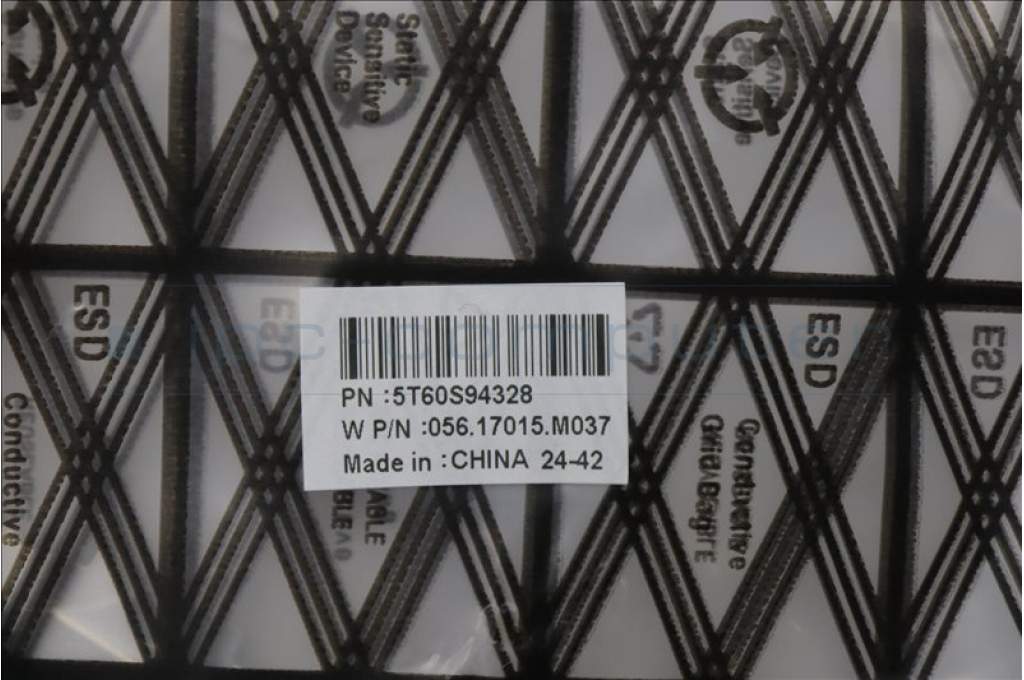 Static
Sensitive
Device
ESD
ESD
ESD
ESD
PN :5T60S94328
W P/N :056.17015.M037
Made in :CHINA 24-42
Conductive
ABLE
Conductive